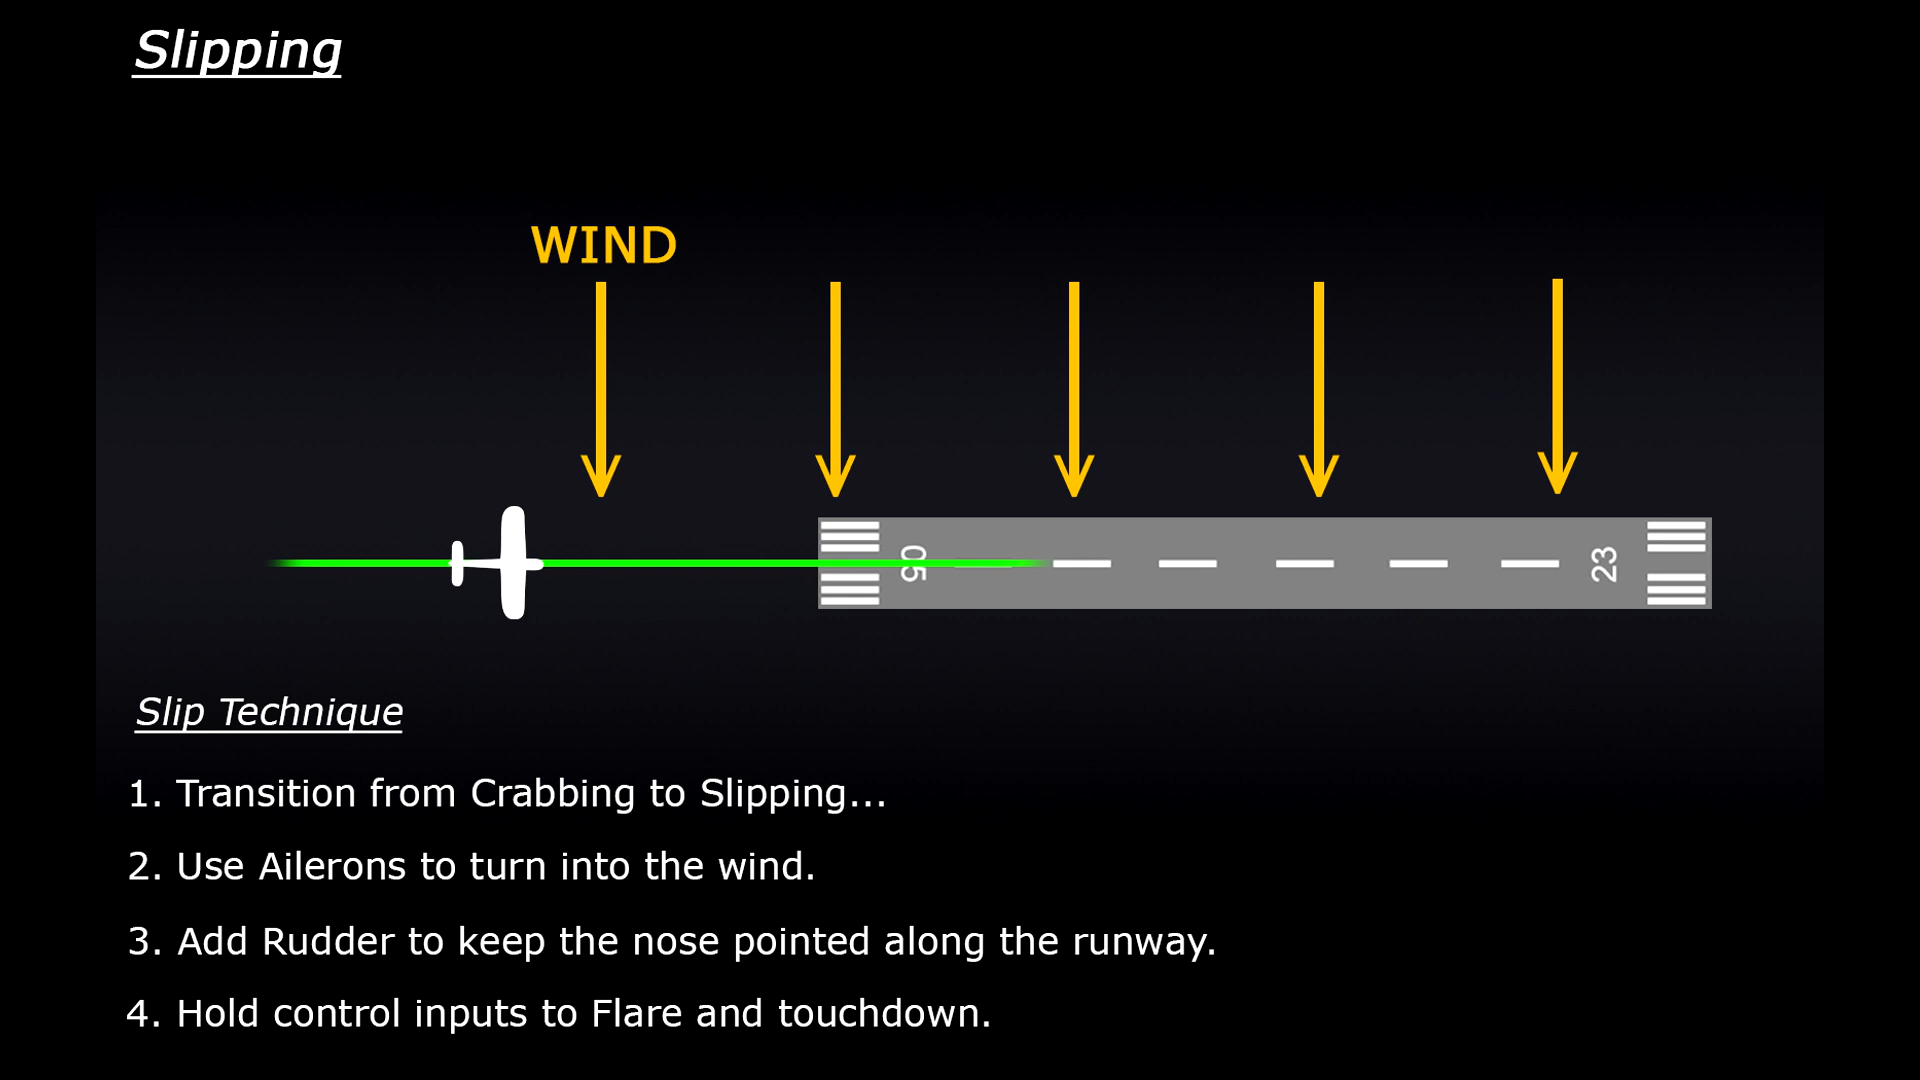 Slipping
WIND
05
23
Slip Technique
1. Transition from Crabbing to Slipping...
2. Use Ailerons to turn into the wind.
3. Add Rudder to keep the nose pointed along the runway.
4. Hold control inputs to Flare and touchdown.